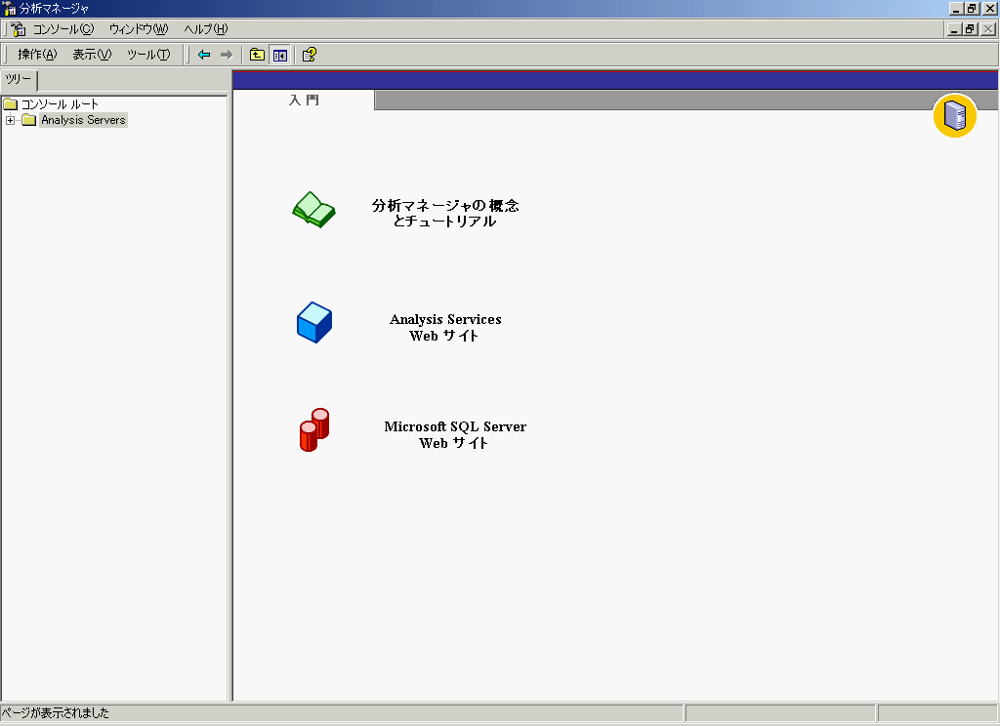 分析マネージャ
コンソール(C) ウィンドウ(W) ヘルプ(H)
操作(A) 表示(V) ツール(T)
ツリー
コンソール ルート
Analysis Servers
入門
分析マネージャの概念
とチュートリアル
Analysis Services
Web サイト
Microsoft SQL Server
Web サイト
ページが表示されました